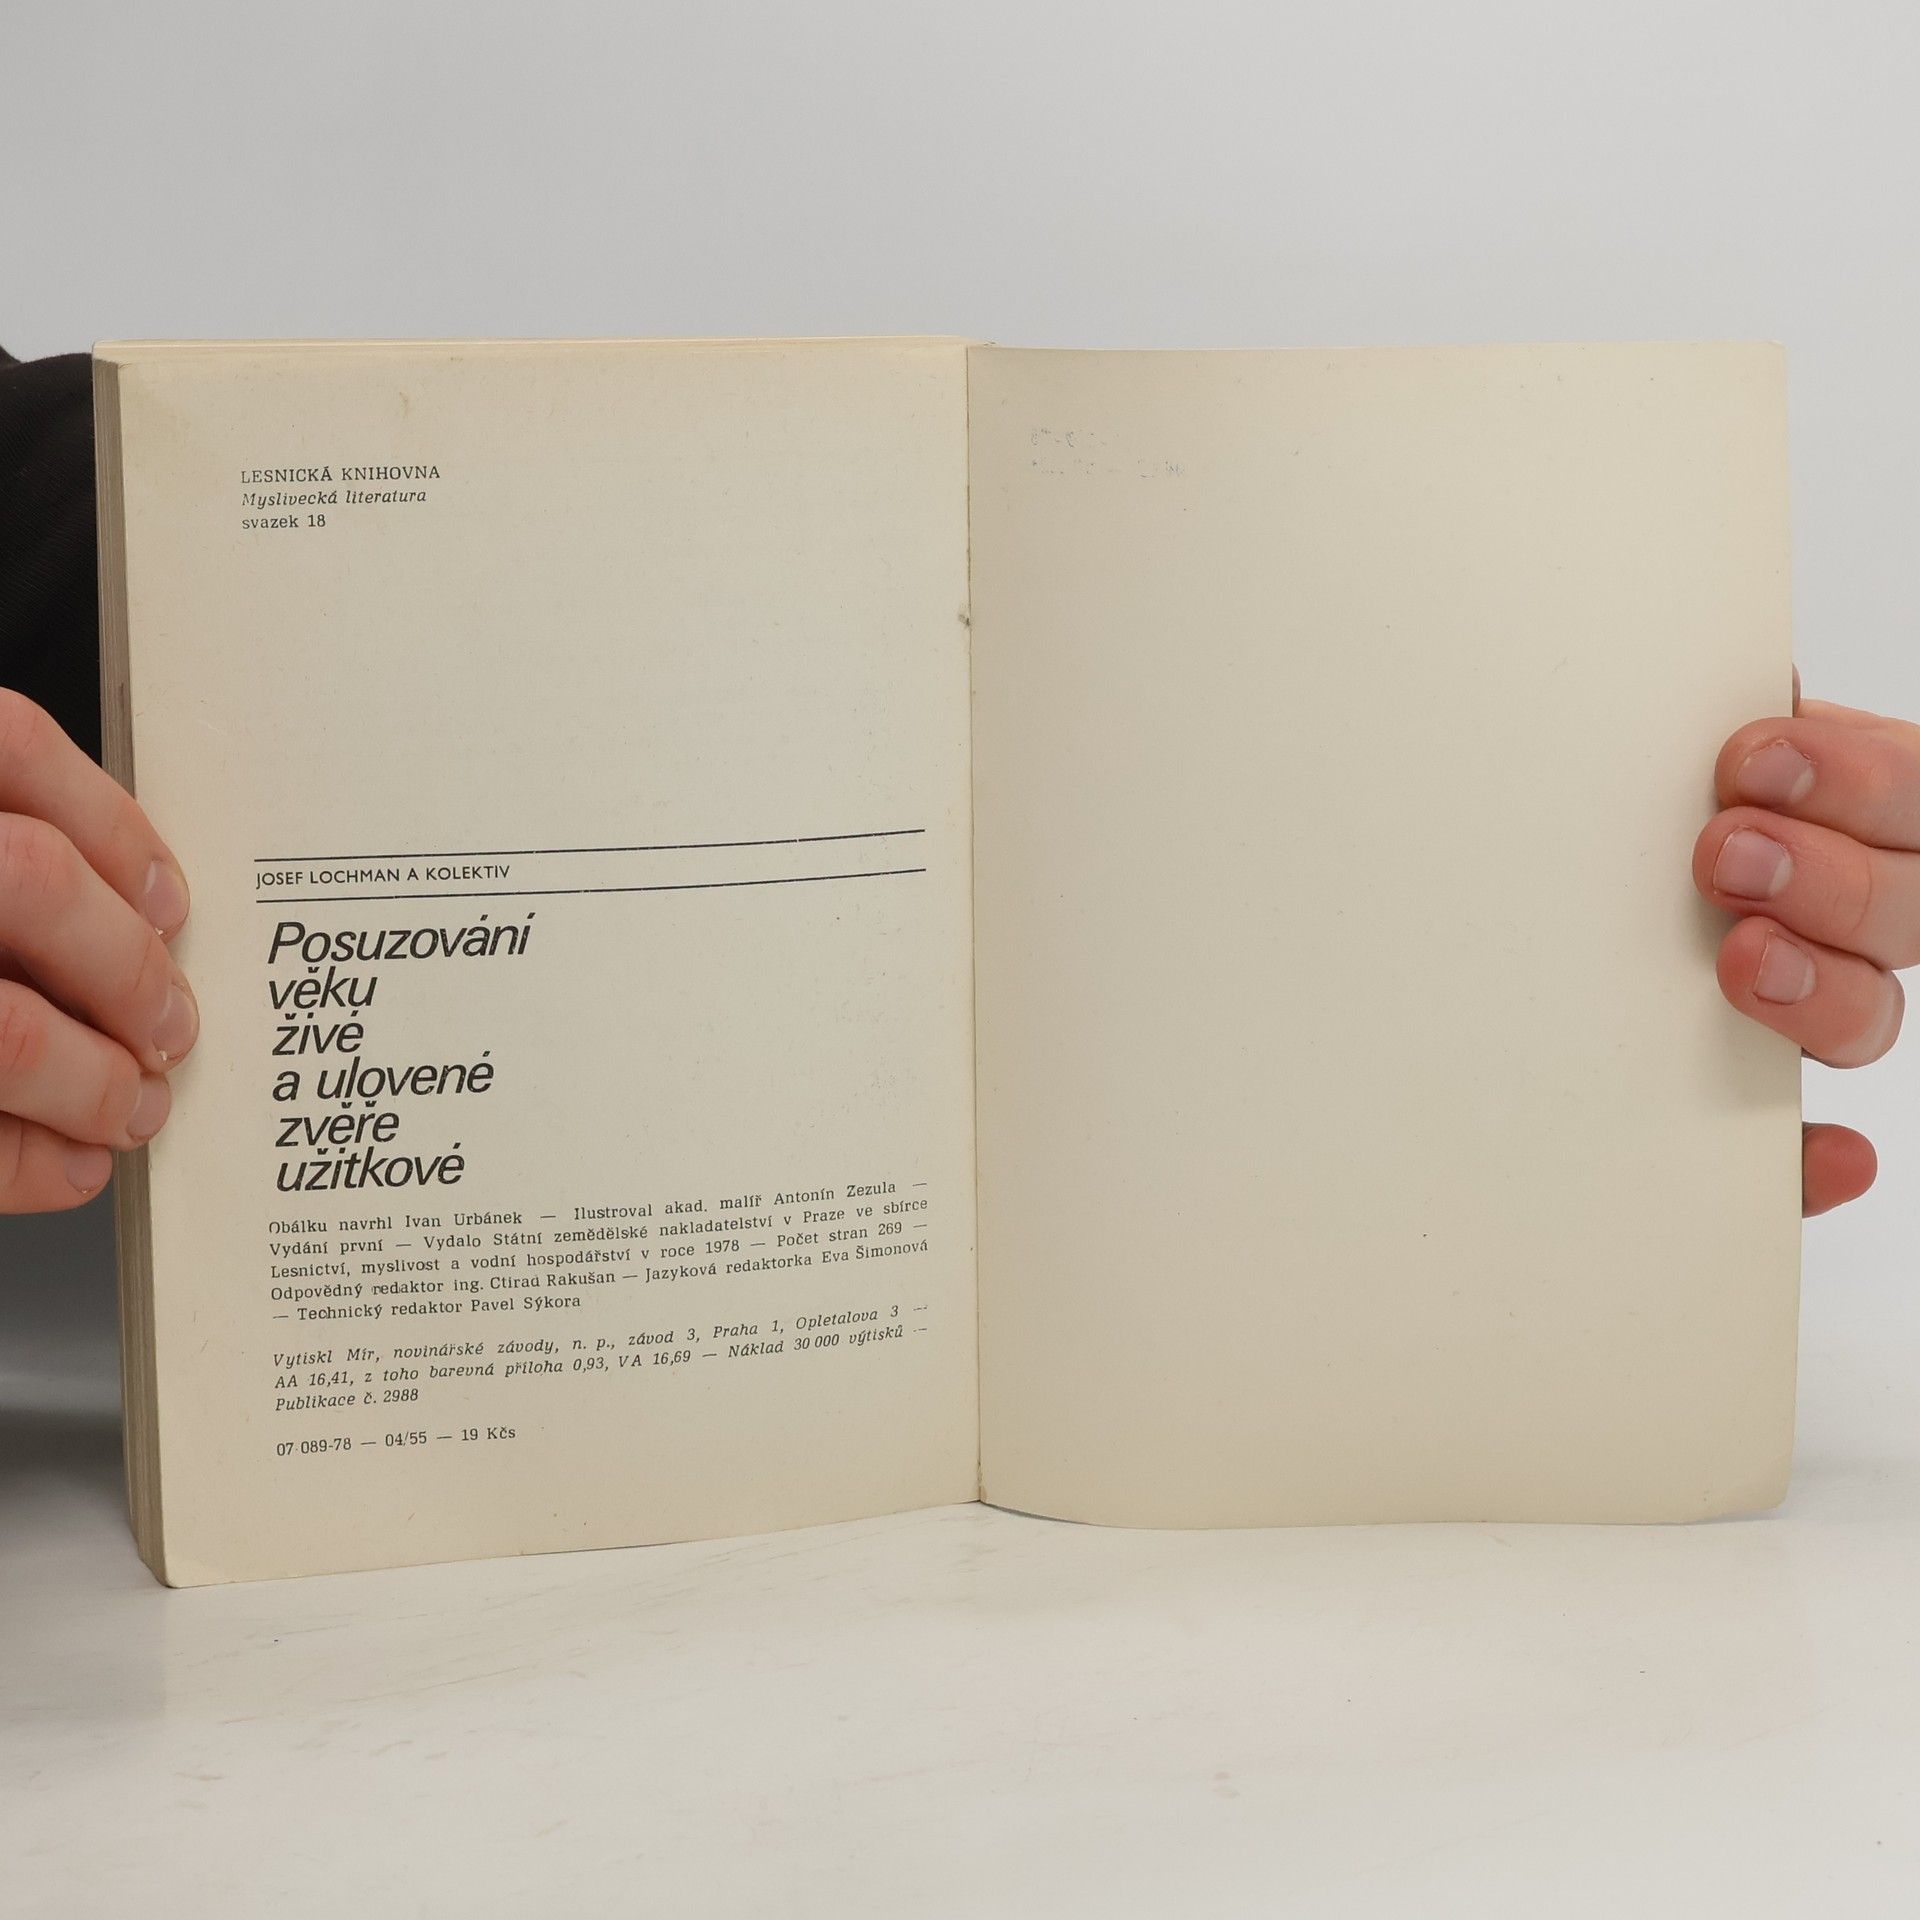 LESNICKÁ KNIHOVNA
Myslivecká literatura
svazek 18
JOSEF LOCHMAN A KOLEKTIV
Posuzování
věku
živé
a ulovené
zvěře
užitkové
Obálku navrhl Ivan Urbánek — Ilustroval akad. malíř Antonín Zezula —
Vydání první — Vydalo Státní zemědělské nakladatelství v Praze ve sbírce
Lesnictví, myslivost a vodní hospodářství v roce 1978 — Počet stran 269 —
Odpovědný redaktor ing. Ctirad Rakušan — Jazyková redaktorka Eva Šimonová
— Technický redaktor Pavel Sýkora
Vytiskl Mír, novinářské závody, n. p., závod 3, Praha 1, Opletalova 3 —
AA 16,41, z toho barevná příloha 0,93, VA 16,69 — Náklad 30 000 výtisků —
Publikace č. 2988
07-089-78 — 04/55 — 19 Kčs